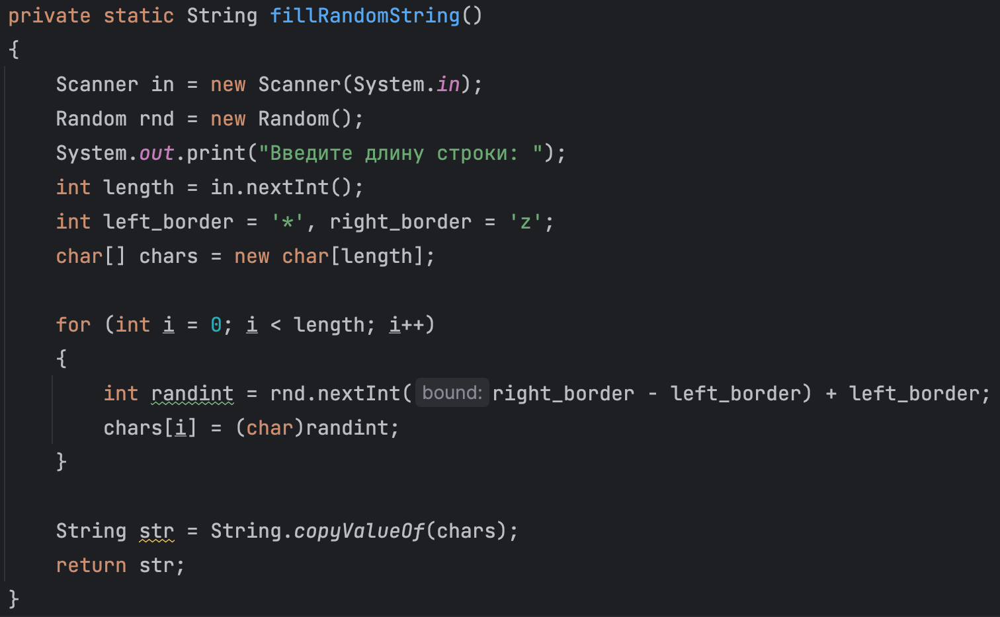 private static String fillRandomString()
{
    Scanner in = new Scanner(System.in);
    Random rnd = new Random();
    System.out.print("Введите длину строки: ");
    int length = in.nextInt();
    int left_border = '*', right_border = 'z';
    char[] chars = new char[length];

    for (int i = 0; i < length; i++)
    {
        int randint = rnd.nextInt( bound: right_border - left_border) + left_border;
        chars[i] = (char)randint;
    }

    String str = String.copyValueOf(chars);
    return str;
}